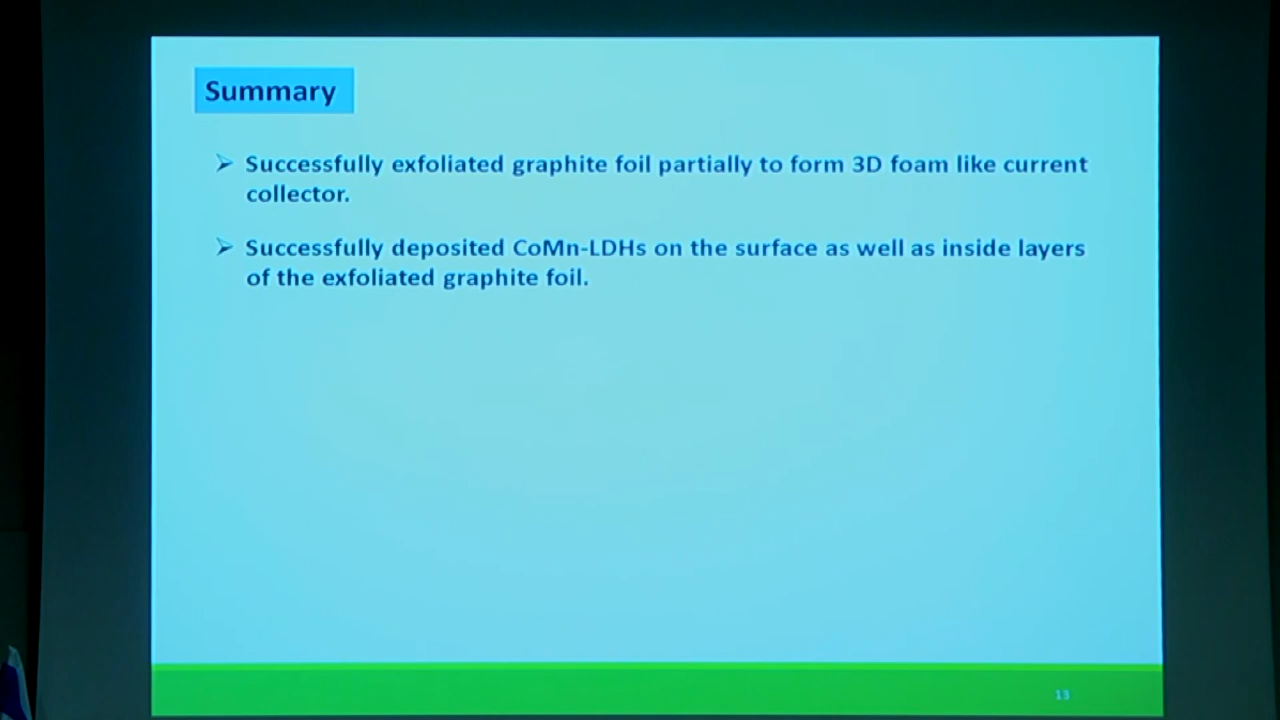 Summary
Successfully exfoliated graphite foil partially to form 3D foam like current
collector.
Successfully deposited CoMn-LDHs on the surface as well as inside layers
of the exfoliated graphite foil.
13